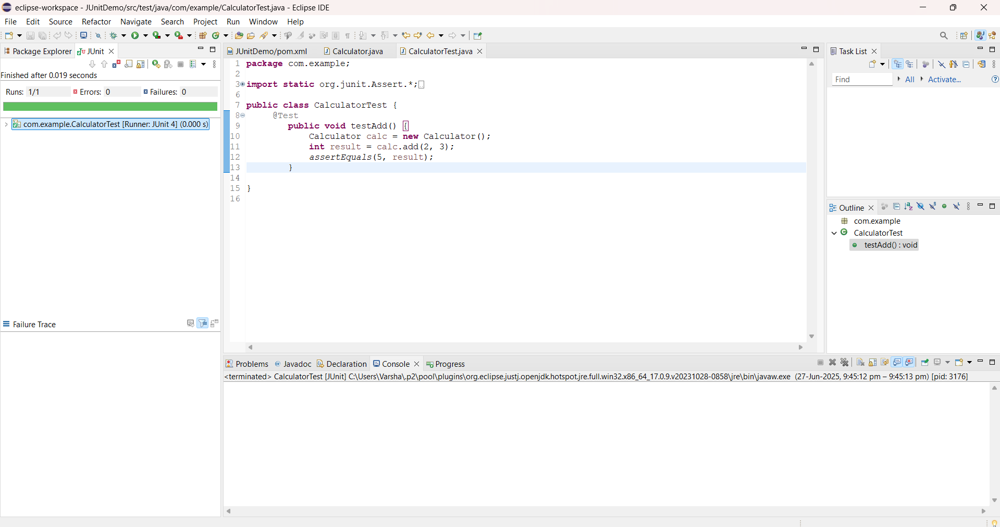 eclipse-workspace - JUnitDemo/src/test/java/com/example/CalculatorTest.java - Eclipse IDE
File Edit Source Refactor Navigate Search Project Run Window Help
Package Explorer JUnit
Finished after 0.019 seconds
Runs: 1/1 Errors: 0 Failures: 0
com.example.CalculatorTest [Runner: JUnit 4] (0.000 s)
Failure Trace
JUnitDemo/pom.xml Calculator.java CalculatorTest.java
1 package com.example;
2
3 import static org.junit.Assert.*;
6
7 public class CalculatorTest {
8 @Test
9 public void testAdd() {
10 Calculator calc = new Calculator();
11 int result = calc.add(2, 3);
12 assertEquals(5, result);
13 }
14
15 }
16
Task List
Find All Activate...
Outline
com.example
CalculatorTest
testAdd() : void
Problems Javadoc Declaration Console Progress
<terminated> CalculatorTest [JUnit] C:\Users\Varsha\.p2\pool\plugins\org.eclipse.justj.openjdk.hotspot.jre.full.win32.x86_64_17.0.9.v20231028-0858\jre\bin\javaw.exe (27-Jun-2025, 9:45:12 pm – 9:45:13 pm) [pid: 3176]